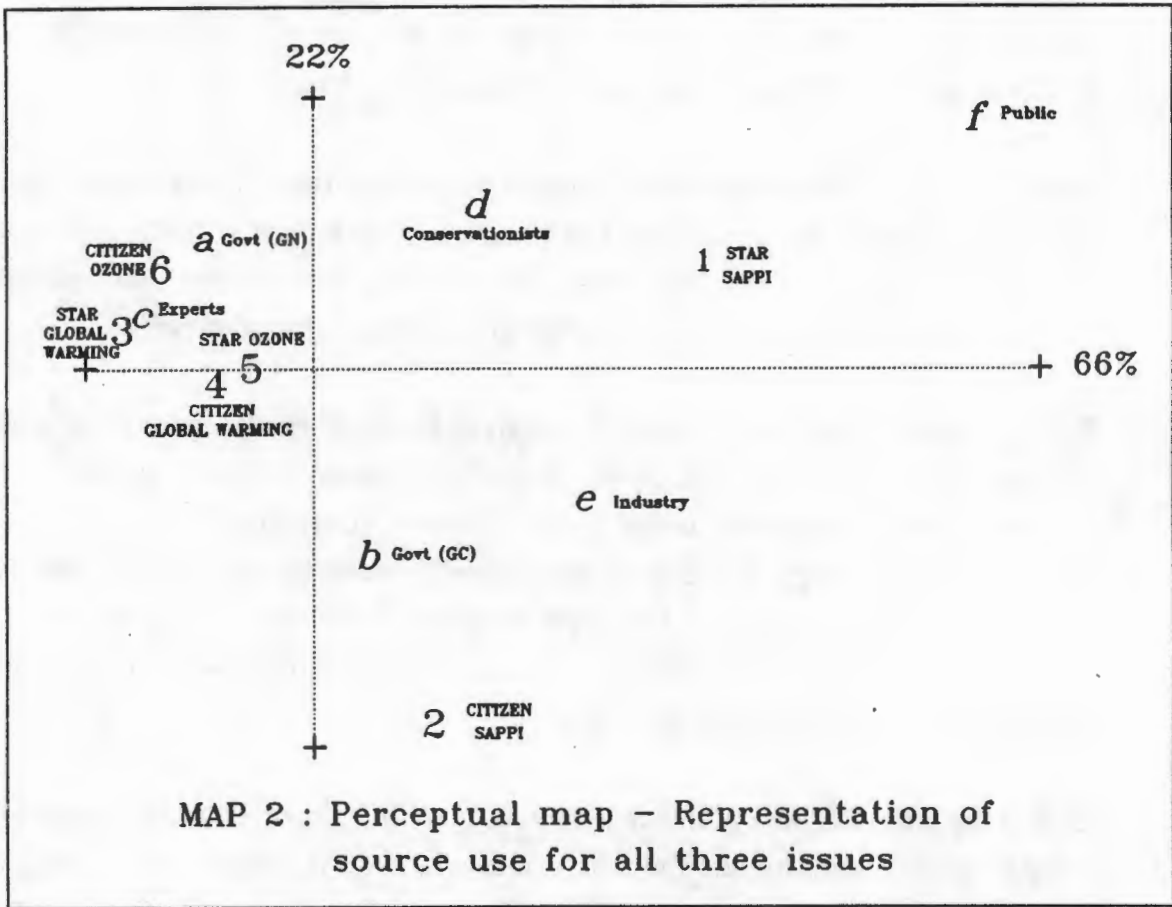 22%
f Public
d
Conservationists
a Govt (GN)
CITIZEN
OZONE 6
1 STAR
SAPPI
c Experts
STAR
GLOBAL
WARMING 3
STAR OZONE
5
66%
4
CITIZEN
GLOBAL WARMING
e Industry
b Govt (GC)
2 CITIZEN
SAPPI
MAP 2 : Perceptual map – Representation of
source use for all three issues